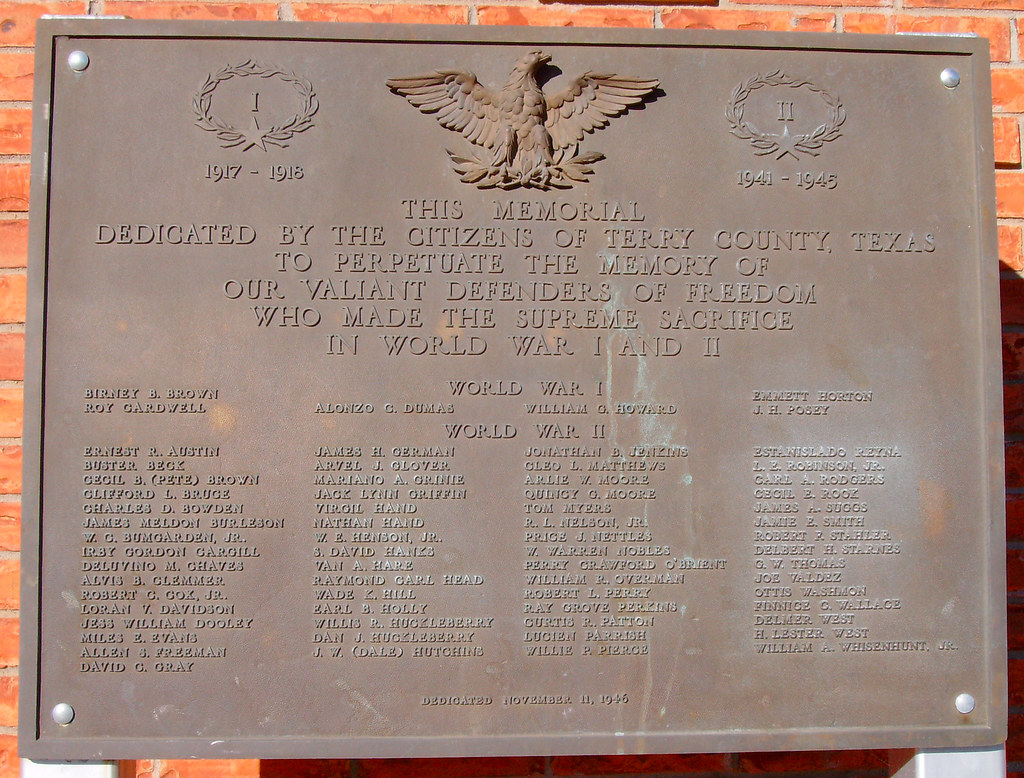 I
II
1917 - 1918
1941 - 1945
THIS MEMORIAL
DEDICATED BY THE CITIZENS OF TERRY COUNTY, TEXAS
TO PERPETUATE THE MEMORY OF
OUR VALIANT DEFENDERS OF FREEDOM
WHO MADE THE SUPREME SACRIFICE
IN WORLD WAR I AND II
WORLD WAR I
BIRNEY B. BROWN
ROY CARDWELL
ALONZO C. DUMAS
WILLIAM G. HOWARD
EMMETT HORTON
J. H. POSEY
WORLD WAR II
ERNEST R. AUSTIN
BUSTER BECK
CECIL B. (PETE) BROWN
CLIFFORD L. BRUCE
CHARLES D. BOWDEN
JAMES MELDON BURLESON
W. C. BUMGARDEN, JR.
IRBY GORDON CARGILL
DELUVINO M. CHAVES
ALVIS B. CLEMMER
ROBERT C. COX, JR.
LORAN V. DAVIDSON
JESS WILLIAM DOOLEY
MILES E. EVANS
ALLEN S. FREEMAN
DAVID C. GRAY
JAMES H. GERMAN
ARVEL J. GLOVER
MARIANO A. GRINIE
JACK LYNN GRIFFIN
VIRGIL HAND
NATHAN HAND
W. E. HENSON, JR.
S. DAVID HANKS
VAN A. HARE
RAYMOND CARL HEAD
WADE K. HILL
EARL B. HOLLY
WILLIS R. HUCKLEBERRY
DAN J. HUCKLEBERRY
J. W. (DALE) HUTCHINS
JONATHAN B. JENKINS
CLEO L. MATTHEWS
ARLIE W. MOORE
QUINCY G. MOORE
TOM MYERS
R. L. NELSON, JR.
PRICE J. NETTLES
W. WARREN NOBLES
PERRY CRAWFORD O'BRIENT
WILLIAM R. OVERMAN
ROBERT L. PERRY
RAY GROVE PERKINS
CURTIS R. PATTON
LUCIEN PARRISH
WILLIE P. PIERCE
ESTANISLADO REYNA
L. E. ROBINSON, JR.
CARL A. RODGERS
CECIL E. ROOK
JAMES A. SUGGS
JAMIE E. SMITH
ROBERT F. STAHLER
DELBERT H. STARNES
G. W. THOMAS
JOE VALDEZ
OTTIS WASHMON
FINNICE C. WALLACE
DELMER WEST
H. LESTER WEST
WILLIAM A. WHISENHUNT, JR.
DEDICATED NOVEMBER 11, 1946